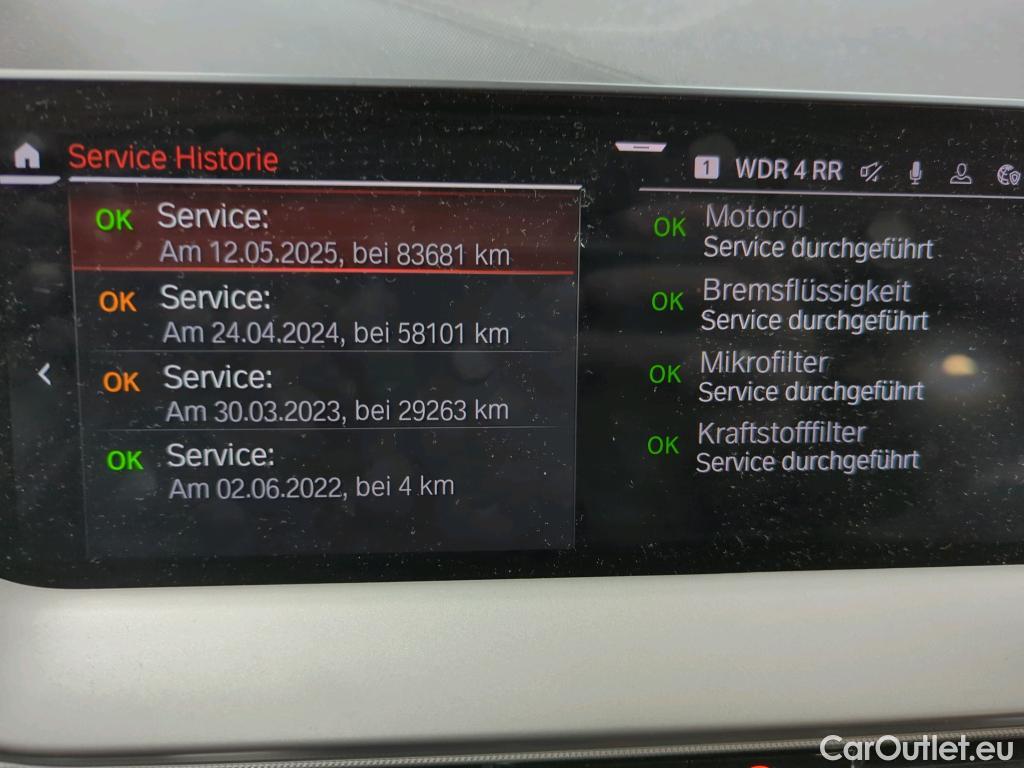 Service Historie
1 WDR 4 RR
OK Service:
Am 12.05.2025, bei 83681 km
OK Service:
Am 24.04.2024, bei 58101 km
OK Service:
Am 30.03.2023, bei 29263 km
OK Service:
Am 02.06.2022, bei 4 km
OK Motoröl
Service durchgeführt
OK Bremsflüssigkeit
Service durchgeführt
OK Mikrofilter
Service durchgeführt
OK Kraftstofffilter
Service durchgeführt
CarOutlet.eu